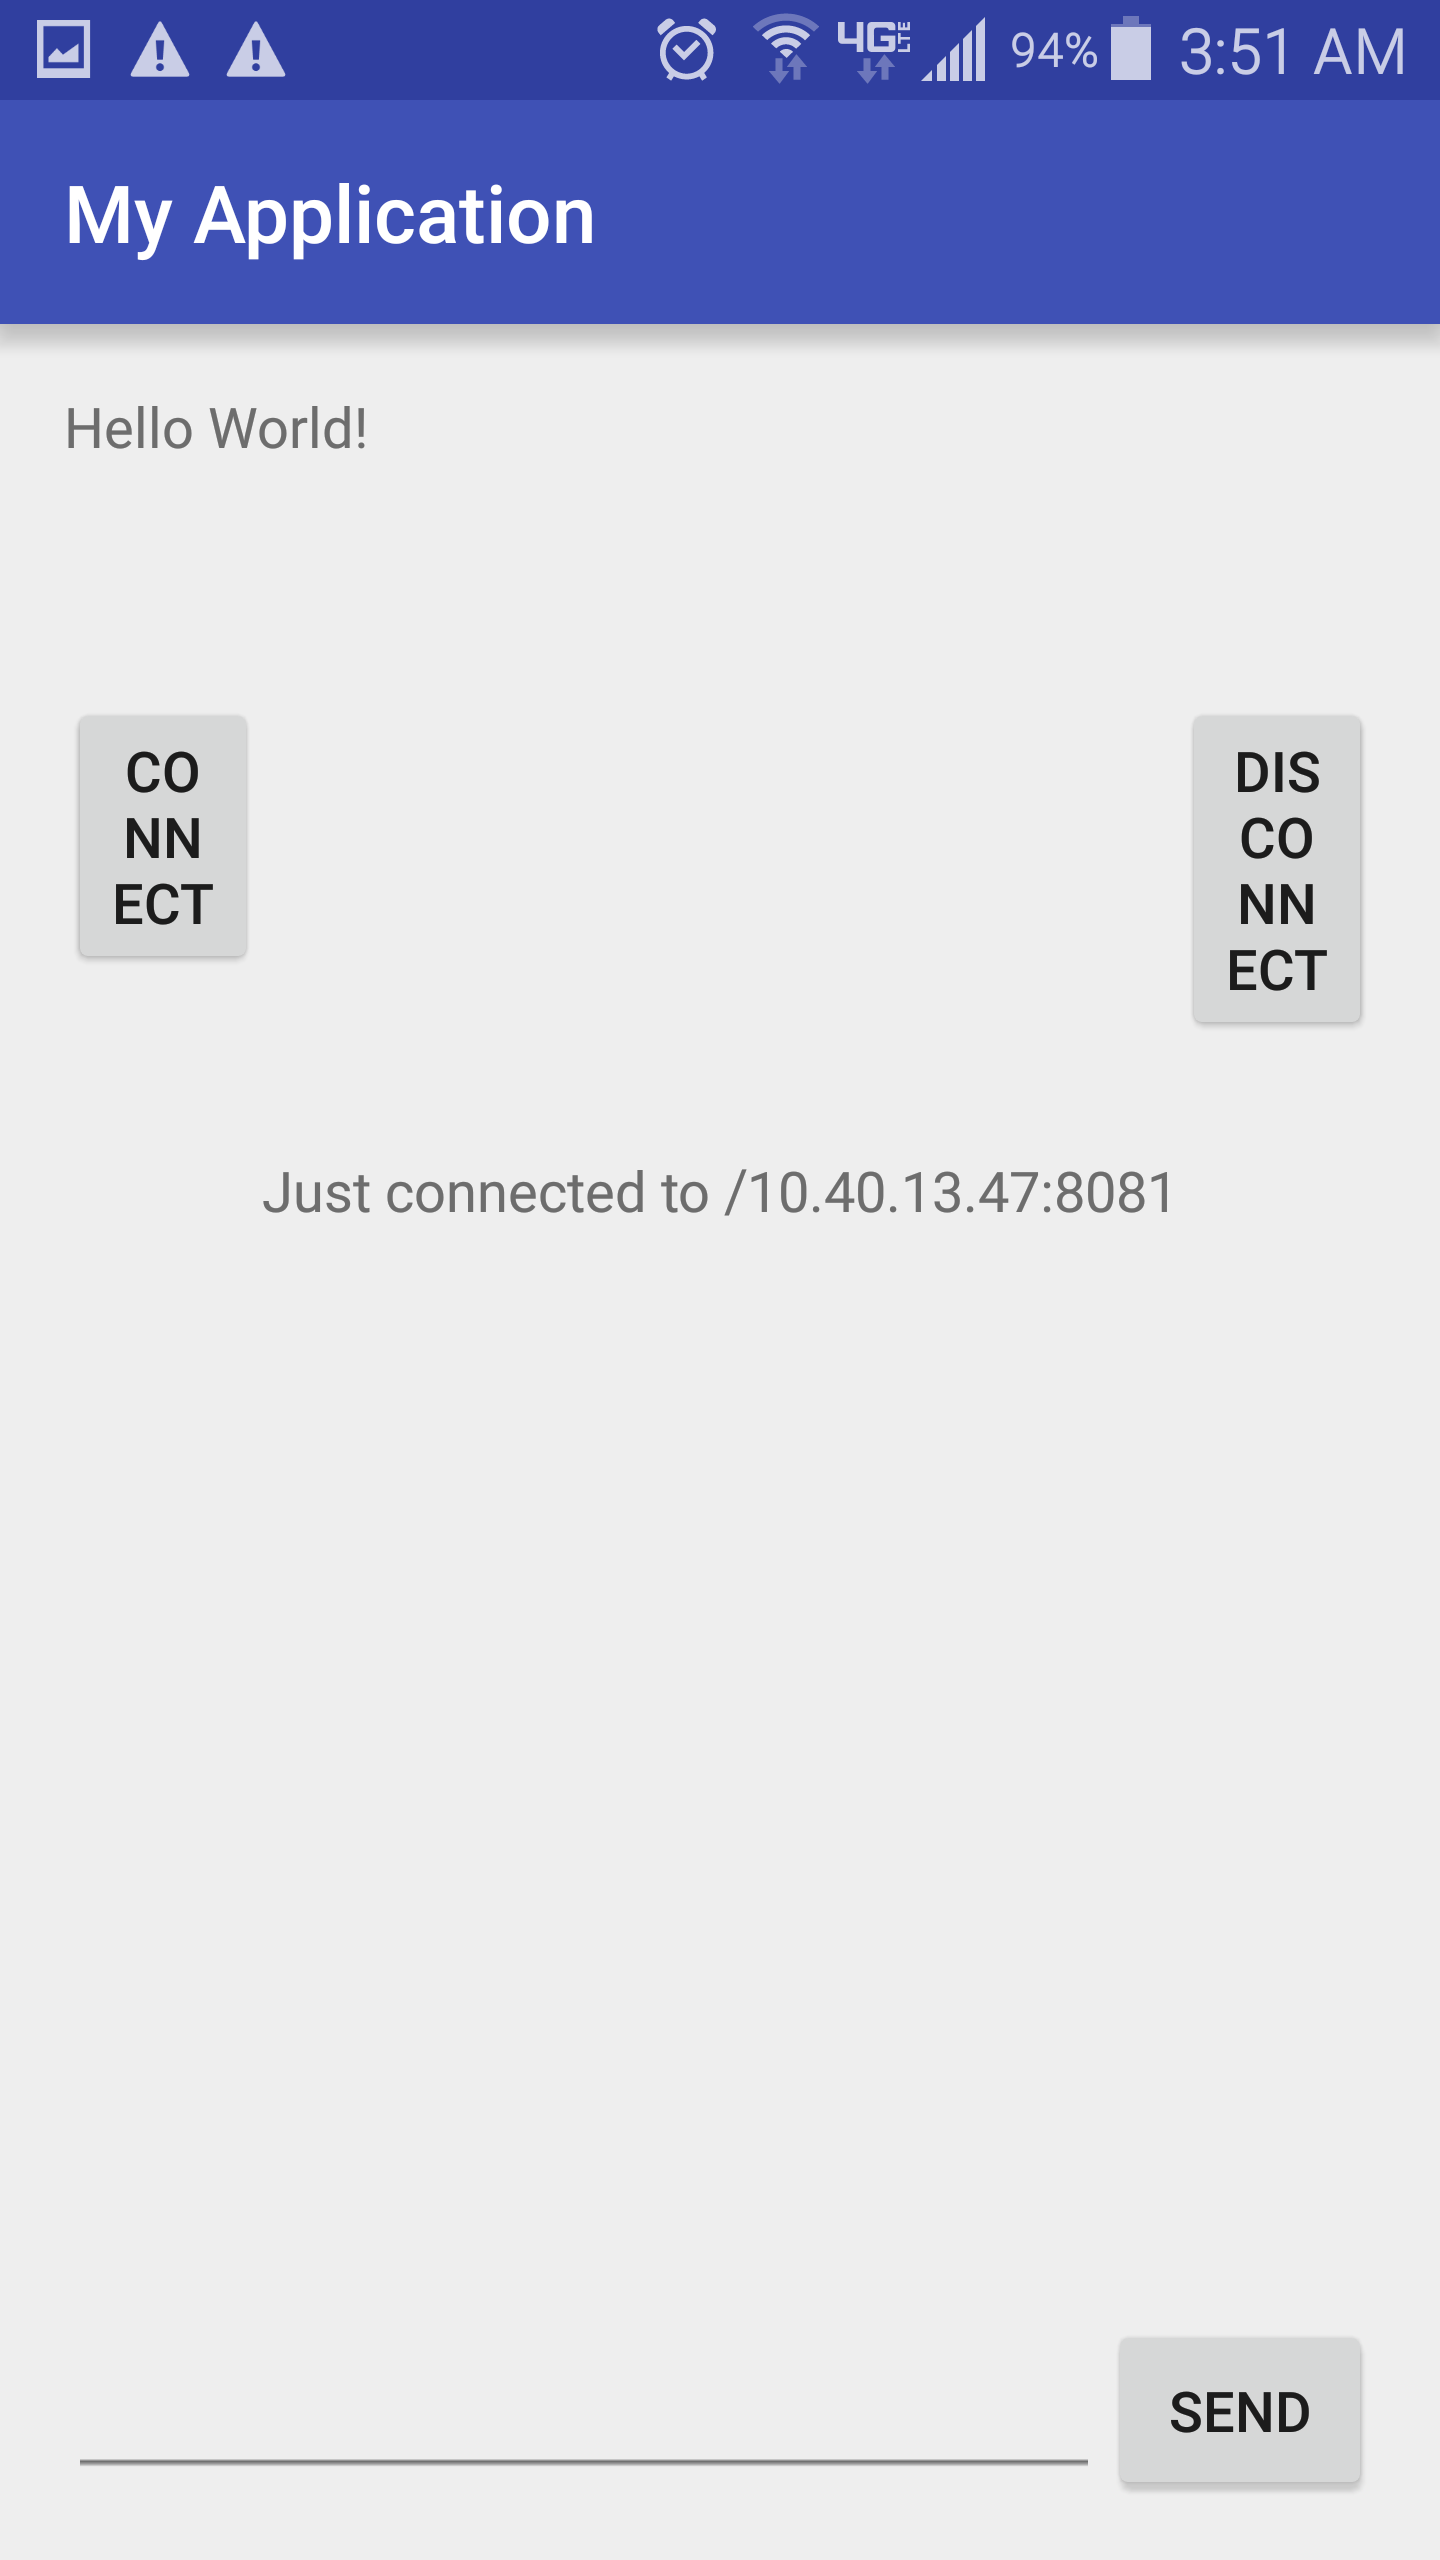 4G LTE 94% 3:51 AM
My Application
Hello World!
CO
NN
ECT
DIS
CO
NN
ECT
Just connected to /10.40.13.47:8081
SEND